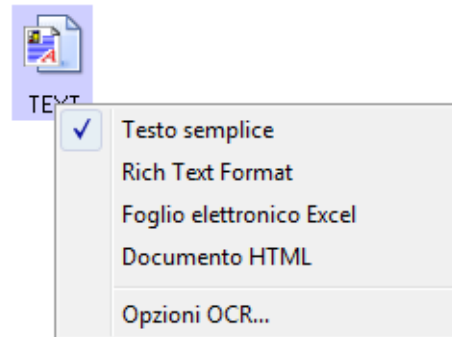 TEXT
Testo semplice
Rich Text Format
Foglio elettronico Excel
Documento HTML
Opzioni OCR...